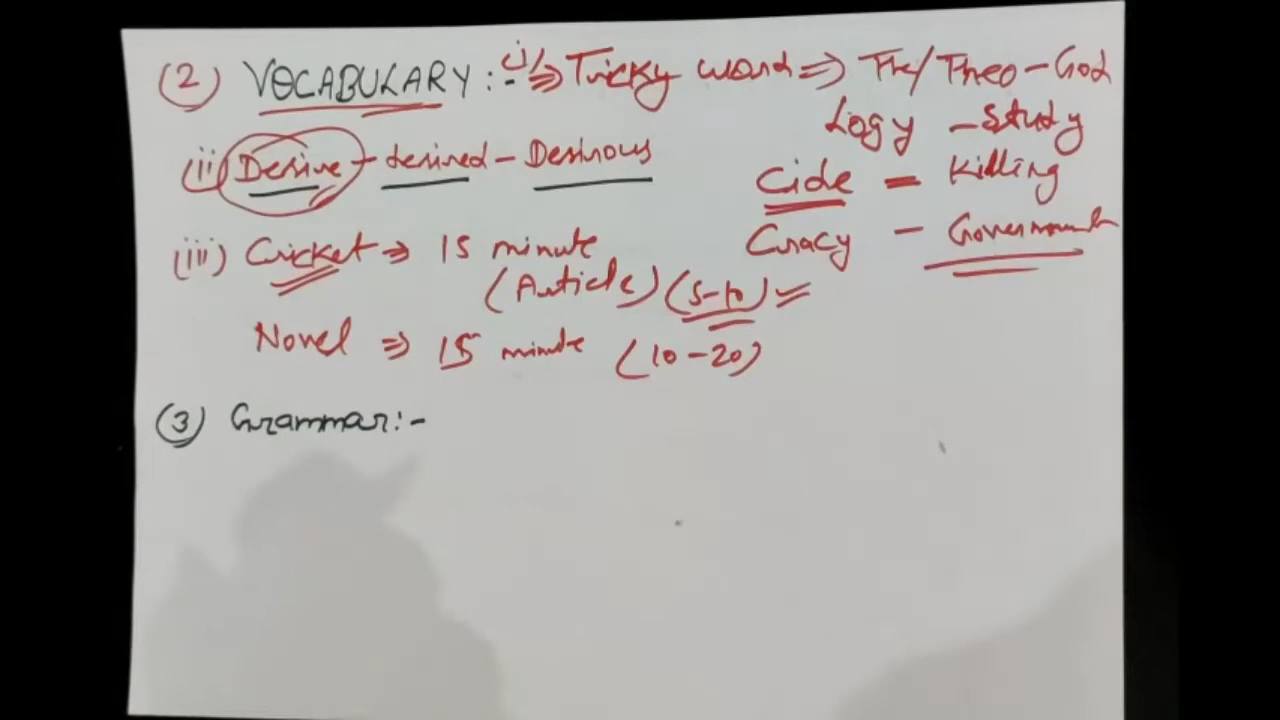 (2) VOCABULARY :- (i) ⇒ Tricky word ⇒ The/Theo - God
Logy - Study
(ii) Desire - desired - Desirous
Cide = Killing
Cracy - Government
(iii) Cricket ⇒ 15 minute
(Article) (5-10)
Novel ⇒ 15 minute (10-20)
(3) Grammar:-